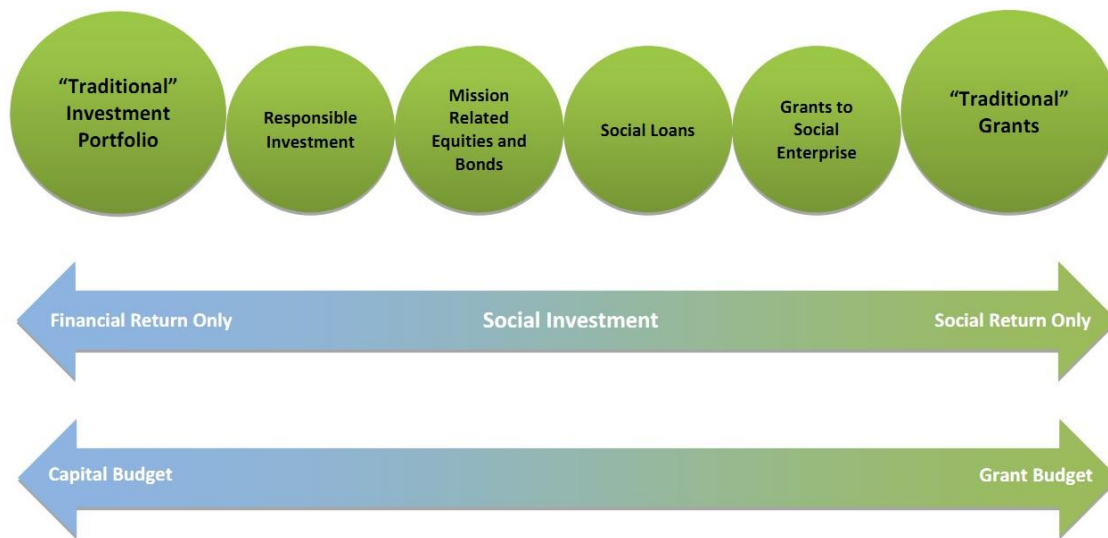 “Traditional”
Investment
Portfolio
Responsible
Investment
Mission
Related
Equities and
Bonds
Social Loans
Grants to
Social
Enterprise
“Traditional”
Grants
Financial Return Only
Social Investment
Social Return Only
Capital Budget
Grant Budget